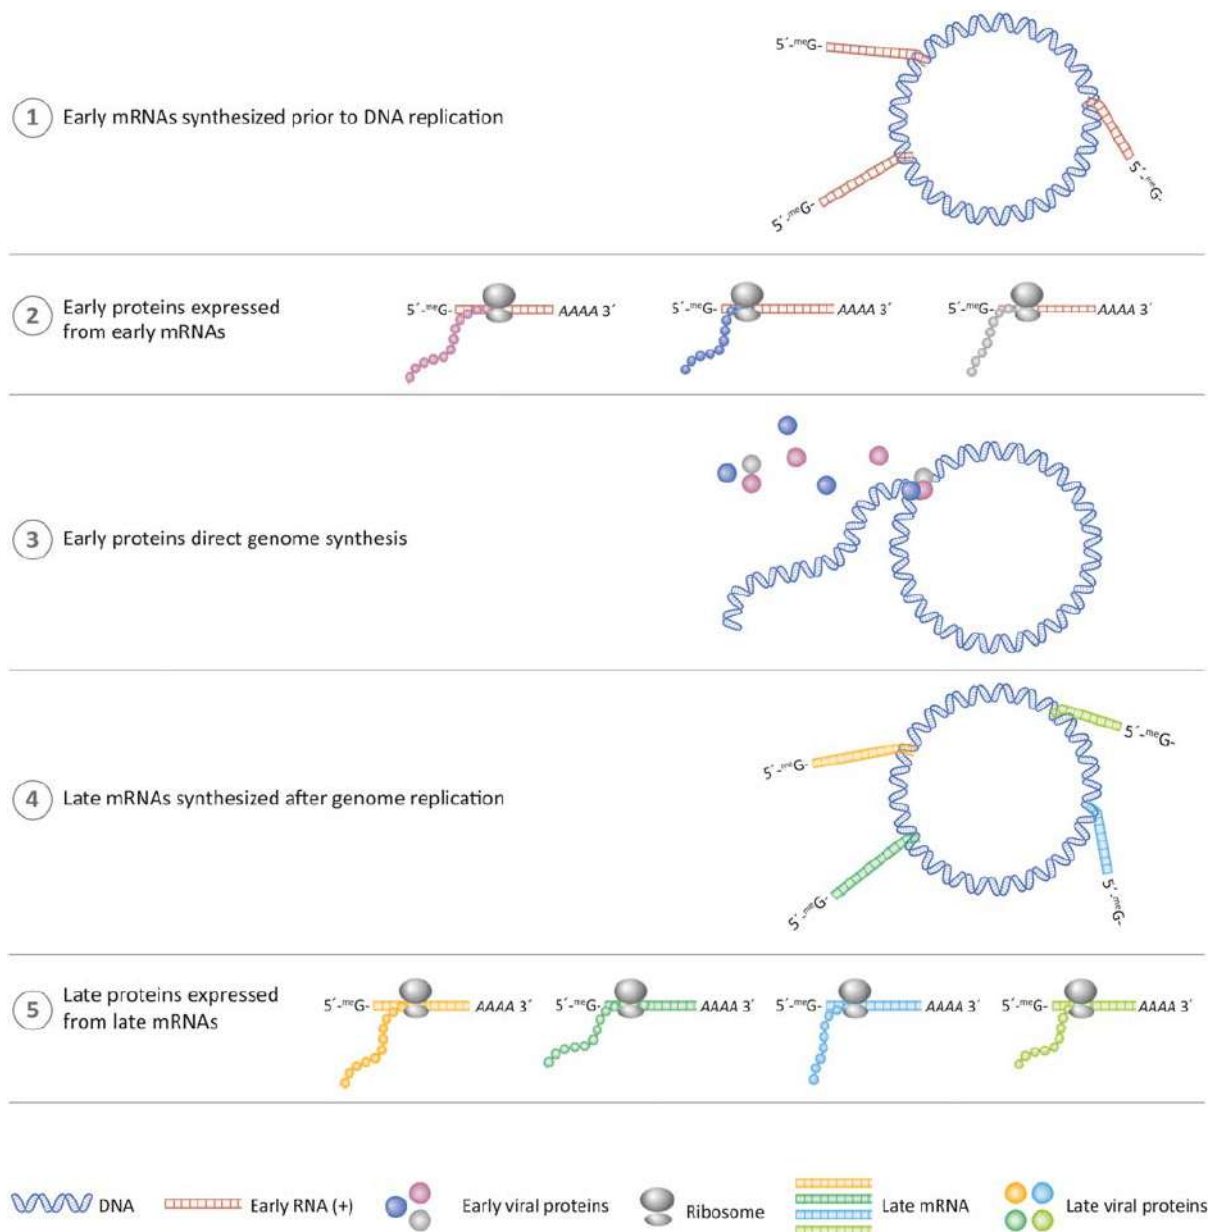 5´-meG-
1 Early mRNAs synthesized prior to DNA replication
5´-meG-
5´-meG-
2 Early proteins expressed
from early mRNAs
5´-meG- AAAA 3´ 5´-meG- AAAA 3´ 5´-meG- AAAA 3´
3 Early proteins direct genome synthesis
5´-meG-
5´-meG-
4 Late mRNAs synthesized after genome replication
5´-meG-
5´-meG-
5 Late proteins expressed
from late mRNAs
5´-meG- AAAA 3´ 5´-meG- AAAA 3´ 5´-meG- AAAA 3´ 5´-meG- AAAA 3´
DNA Early RNA (+) Early viral proteins Ribosome Late mRNA Late viral proteins